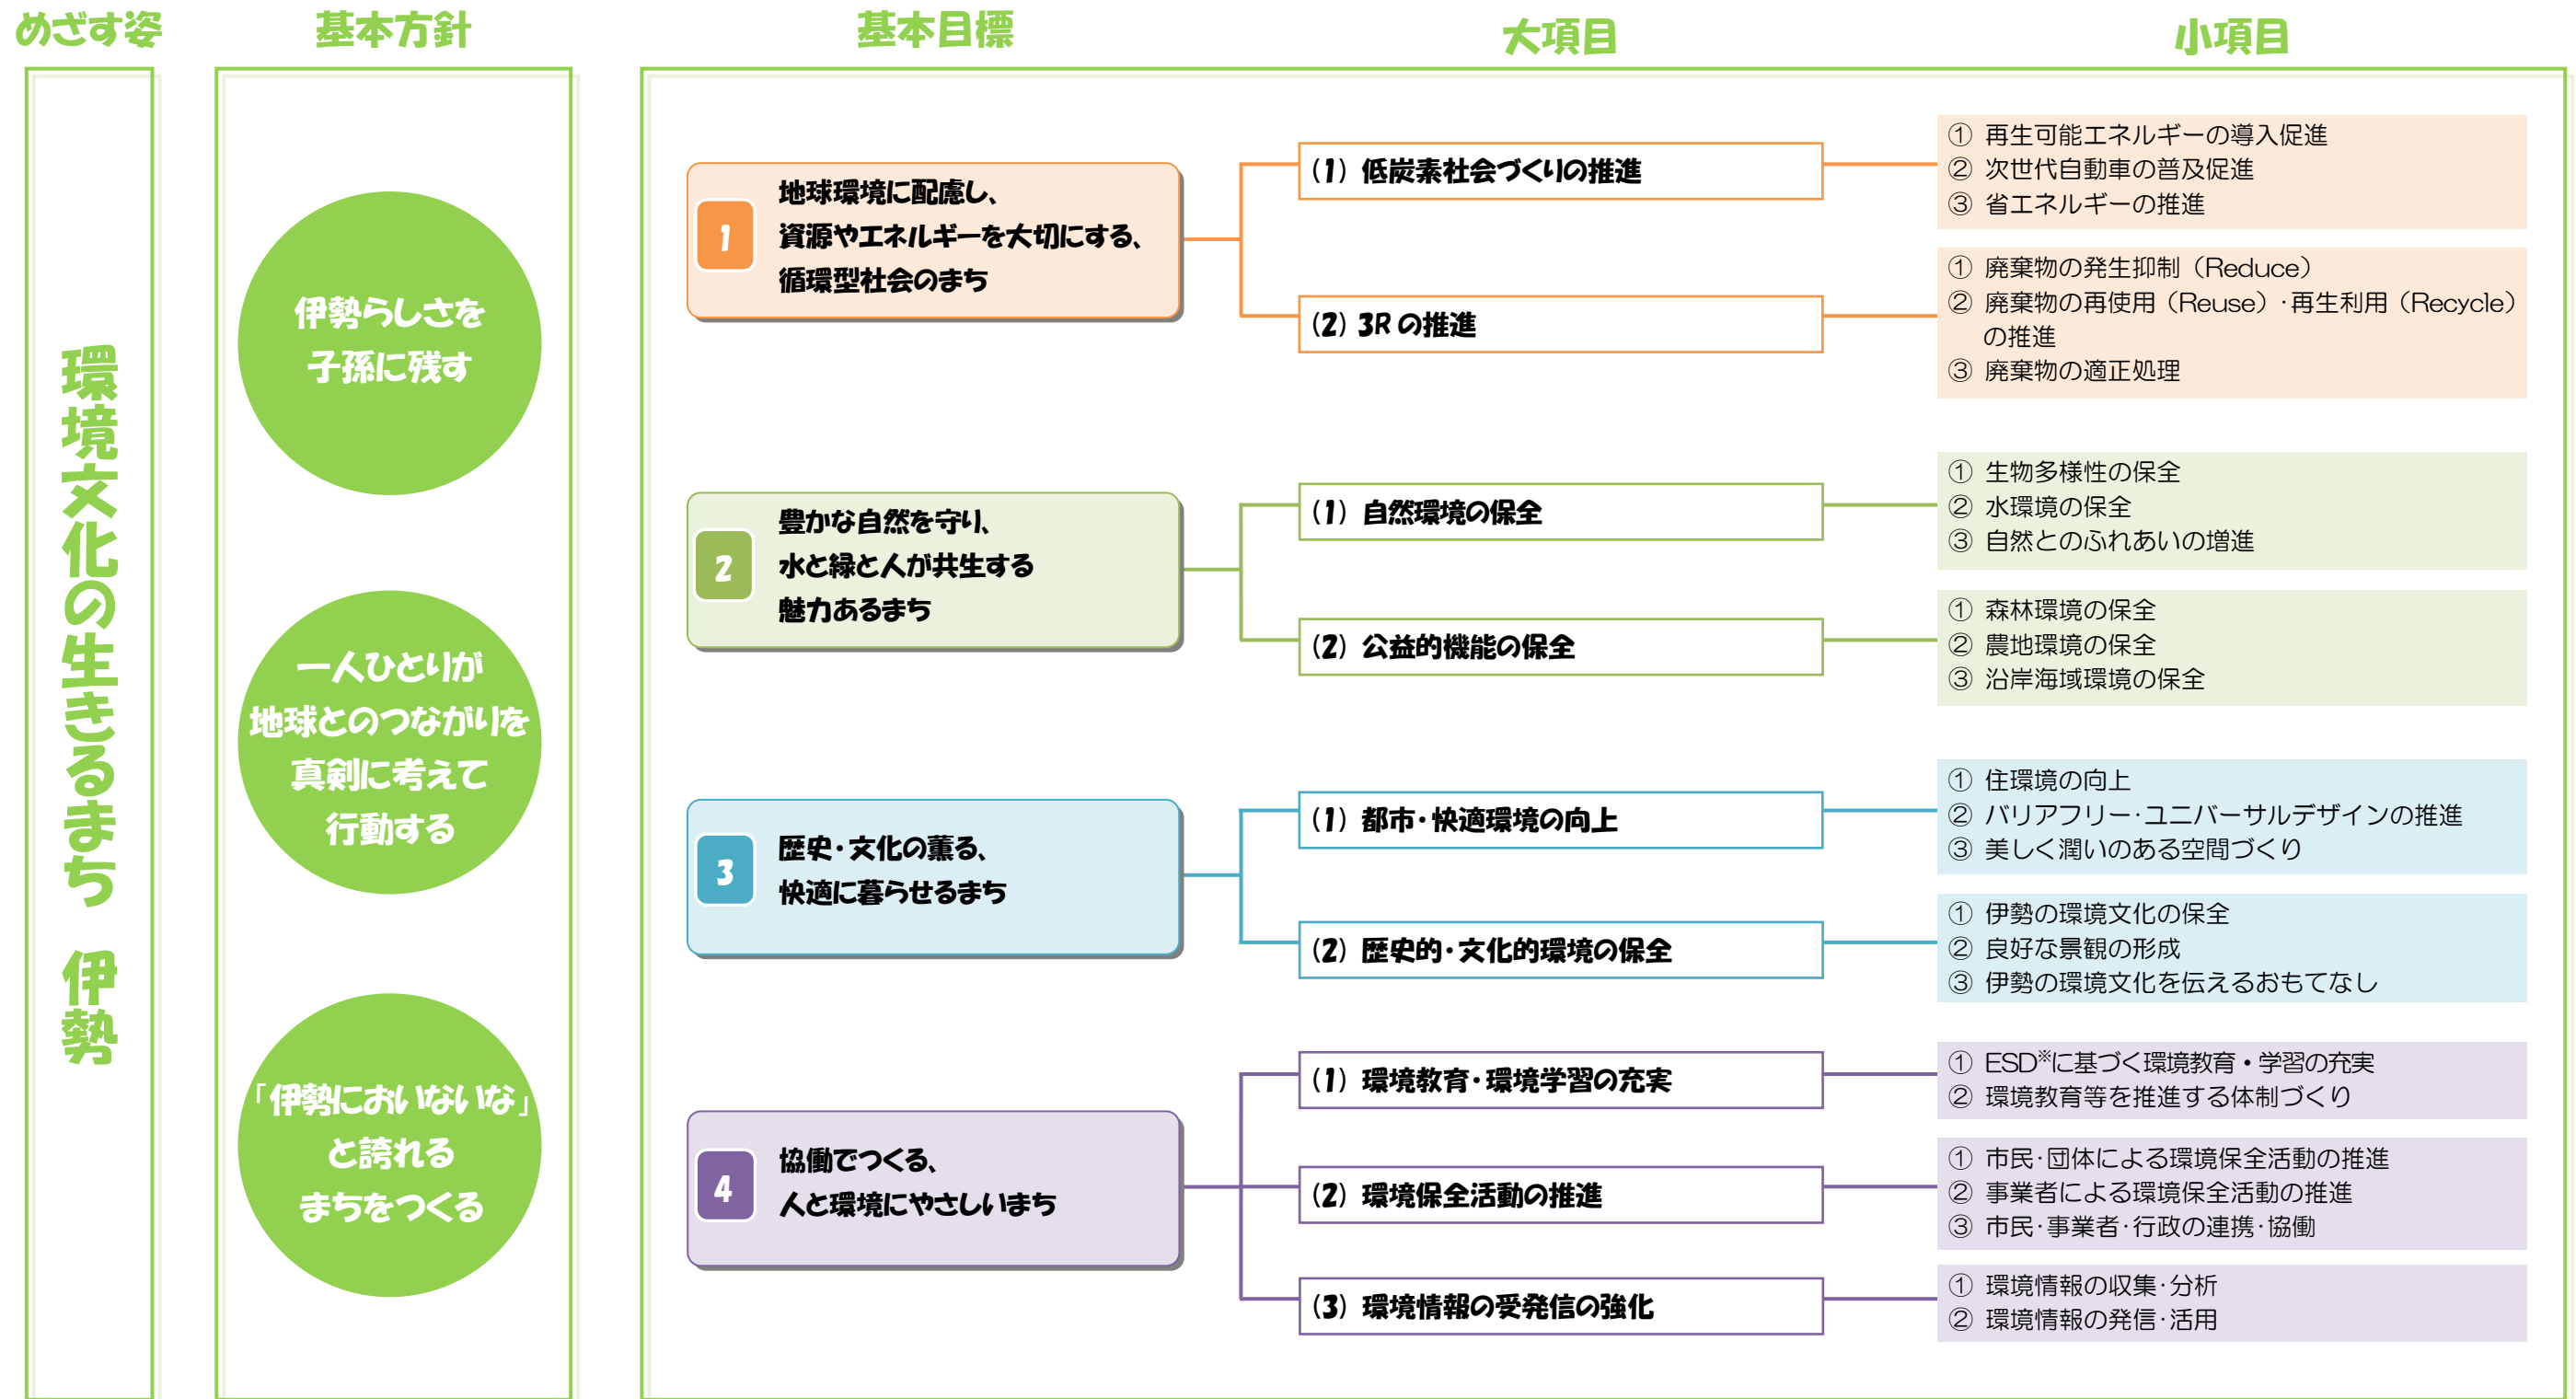 めざす姿
基本方針
基本目標
大項目
小項目
環境文化の生きるまち　伊勢
伊勢らしさを
子孫に残す
一人ひとりが
地球とのつながりを
真剣に考えて
行動する
「伊勢においないな」
と誇れる
まちをつくる
1
地球環境に配慮し、
資源やエネルギーを大切にする、
循環型社会のまち
(1) 低炭素社会づくりの推進
① 再生可能エネルギーの導入促進
② 次世代自動車の普及促進
③ 省エネルギーの推進
(2) 3R の推進
① 廃棄物の発生抑制（Reduce）
② 廃棄物の再使用（Reuse）・再生利用（Recycle）
の推進
③ 廃棄物の適正処理
2
豊かな自然を守り、
水と緑と人が共生する
魅力あるまち
(1) 自然環境の保全
① 生物多様性の保全
② 水環境の保全
③ 自然とのふれあいの増進
(2) 公益的機能の保全
① 森林環境の保全
② 農地環境の保全
③ 沿岸海域環境の保全
3
歴史・文化の薫る、
快適に暮らせるまち
(1) 都市・快適環境の向上
① 住環境の向上
② バリアフリー・ユニバーサルデザインの推進
③ 美しく潤いのある空間づくり
(2) 歴史的・文化的環境の保全
① 伊勢の環境文化の保全
② 良好な景観の形成
③ 伊勢の環境文化を伝えるおもてなし
4
協働でつくる、
人と環境にやさしいまち
(1) 環境教育・環境学習の充実
① ESD※に基づく環境教育・学習の充実
② 環境教育等を推進する体制づくり
(2) 環境保全活動の推進
① 市民・団体による環境保全活動の推進
② 事業者による環境保全活動の推進
③ 市民・事業者・行政の連携・協働
(3) 環境情報の受発信の強化
① 環境情報の収集・分析
② 環境情報の発信・活用